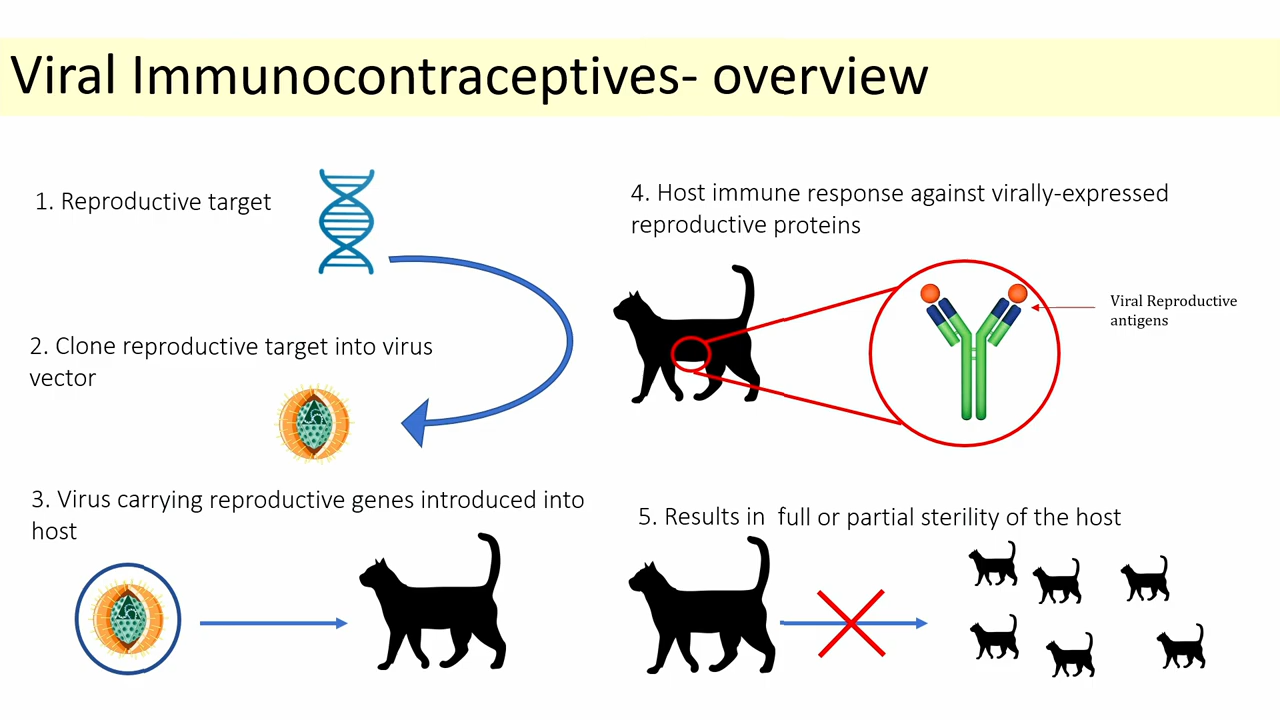 Viral Immunocontraceptives- overview
1. Reproductive target
2. Clone reproductive target into virus
vector
3. Virus carrying reproductive genes introduced into
host
4. Host immune response against virally-expressed
reproductive proteins
Viral Reproductive
antigens
5. Results in  full or partial sterility of the host